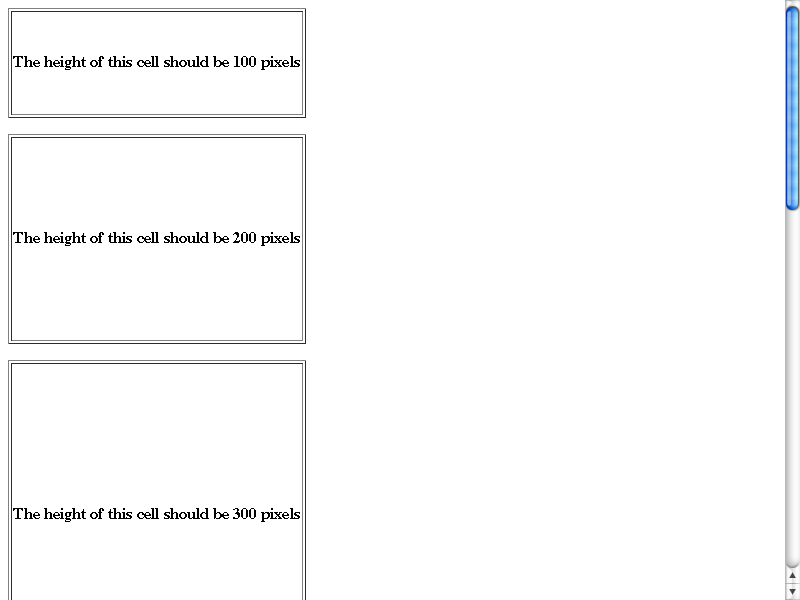 The height of this cell should be 100 pixels
The height of this cell should be 200 pixels
The height of this cell should be 300 pixels